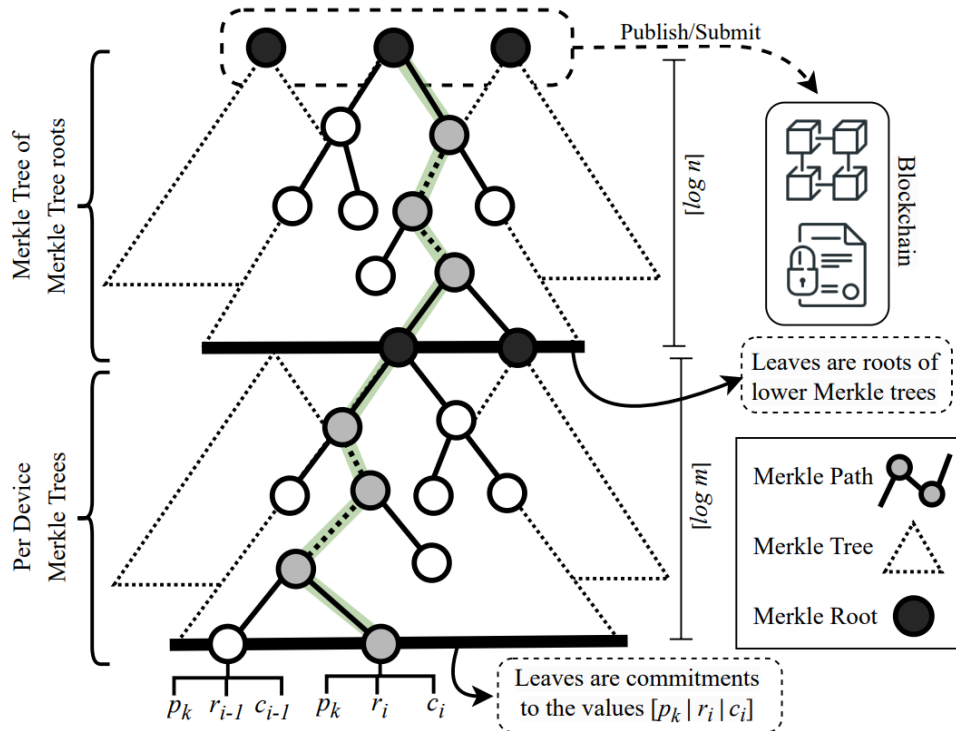 Publish/Submit
Merkle Tree of
Merkle Tree roots
⌈log n⌉
Blockchain
Leaves are roots of
lower Merkle trees
Per Device
Merkle Trees
⌈log m⌉
Merkle Path
Merkle Tree
Merkle Root
p_k r_{i-1} c_{i-1} p_k r_i c_i
Leaves are commitments
to the values [p_k | r_i | c_i]